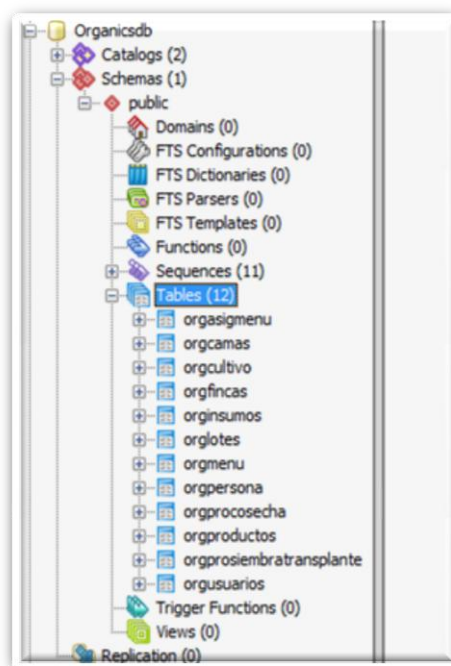 Organicsdb
Catalogs (2)
Schemas (1)
public
Domains (0)
FTS Configurations (0)
FTS Dictionaries (0)
FTS Parsers (0)
FTS Templates (0)
Functions (0)
Sequences (11)
Tables (12)
orgasigmenu
orgcamas
orgcultivo
orgfincas
orginsumos
orglotes
orgmenu
orgpersona
orgprocosecha
orgproductos
orgprosiembratransplante
orgusuarios
Trigger Functions (0)
Views (0)
Replication (0)